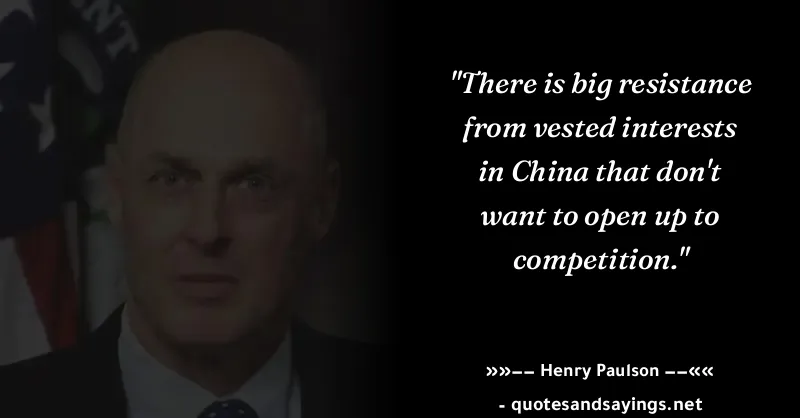 NT
"There is big resistance
from vested interests
in China that don't
want to open up to
competition."
»»–– Henry Paulson ––««
- quotesandsayings.net